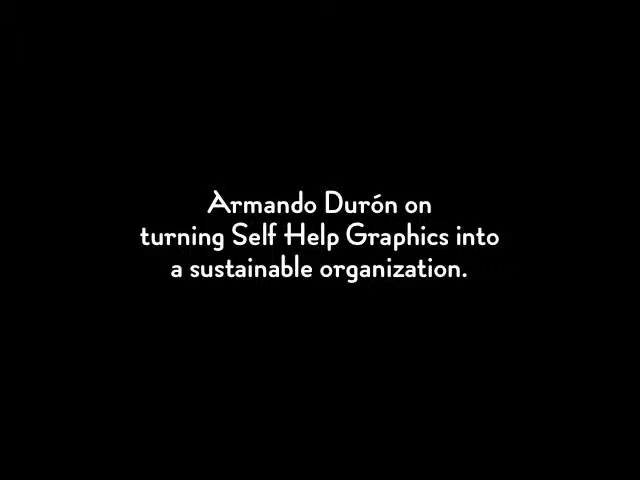 Armando Durón on
turning Self Help Graphics into
a sustainable organization.